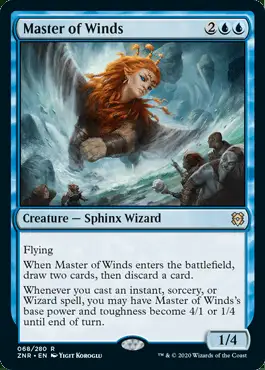 Master of Winds 2
Creature — Sphinx Wizard
Flying
When Master of Winds enters the battlefield,
draw two cards, then discard a card.
Whenever you cast an instant, sorcery, or
Wizard spell, you may have Master of Winds's
base power and toughness become 4/1 or 1/4
until end of turn.
1/4
068/280 R
ZNR • EN YIGIT KOROGLU
™ & © 2020 Wizards of the Coast